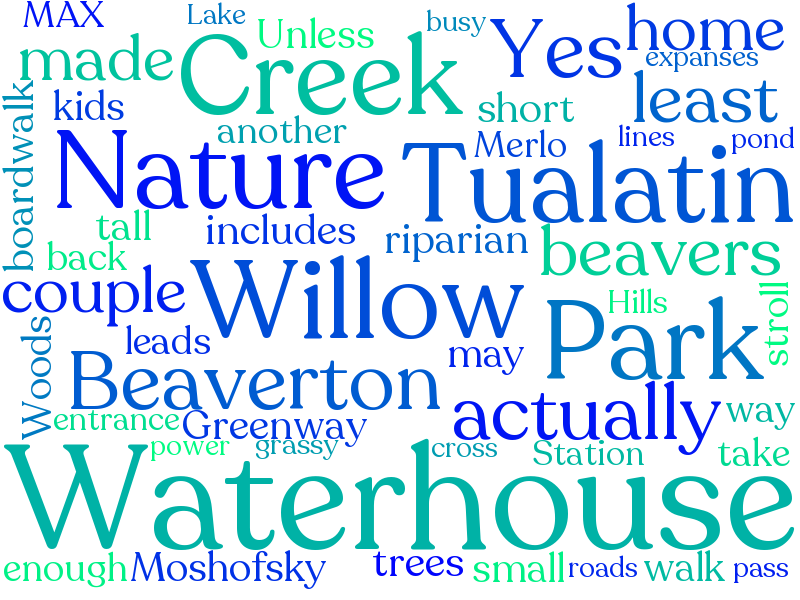 MAX
Lake
Unless
busy
Yes
home
made
Creek
expanses
kids
short
least
another
Merlo
lines
pond
boardwalk
Nature
Tualatin
tall
includes
riparian
beavers
back
couple
Willow
Hills
Park
stroll
Woods
leads
may
Beaverton
actually
way
entrance
Greenway
power
grassy
cross
Station
take
Waterhouse
enough
Moshofsky
trees
small
roads
walk
pass